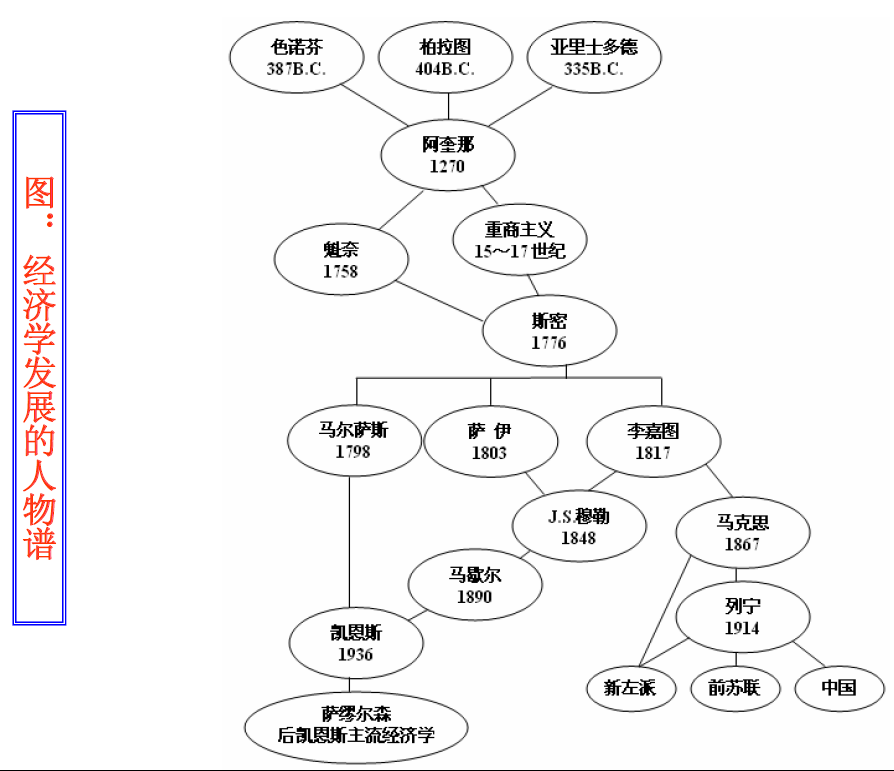 图： 经济学发展的人物谱
色诺芬
387B.C.
柏拉图
404B.C.
亚里士多德
335B.C.
阿奎那
1270
魁奈
1758
重商主义
15～17世纪
斯密
1776
马尔萨斯
1798
萨 伊
1803
李嘉图
1817
J.S.穆勒
1848
马克思
1867
马歇尔
1890
列宁
1914
凯恩斯
1936
新左派
前苏联
中国
萨缪尔森
后凯恩斯主流经济学